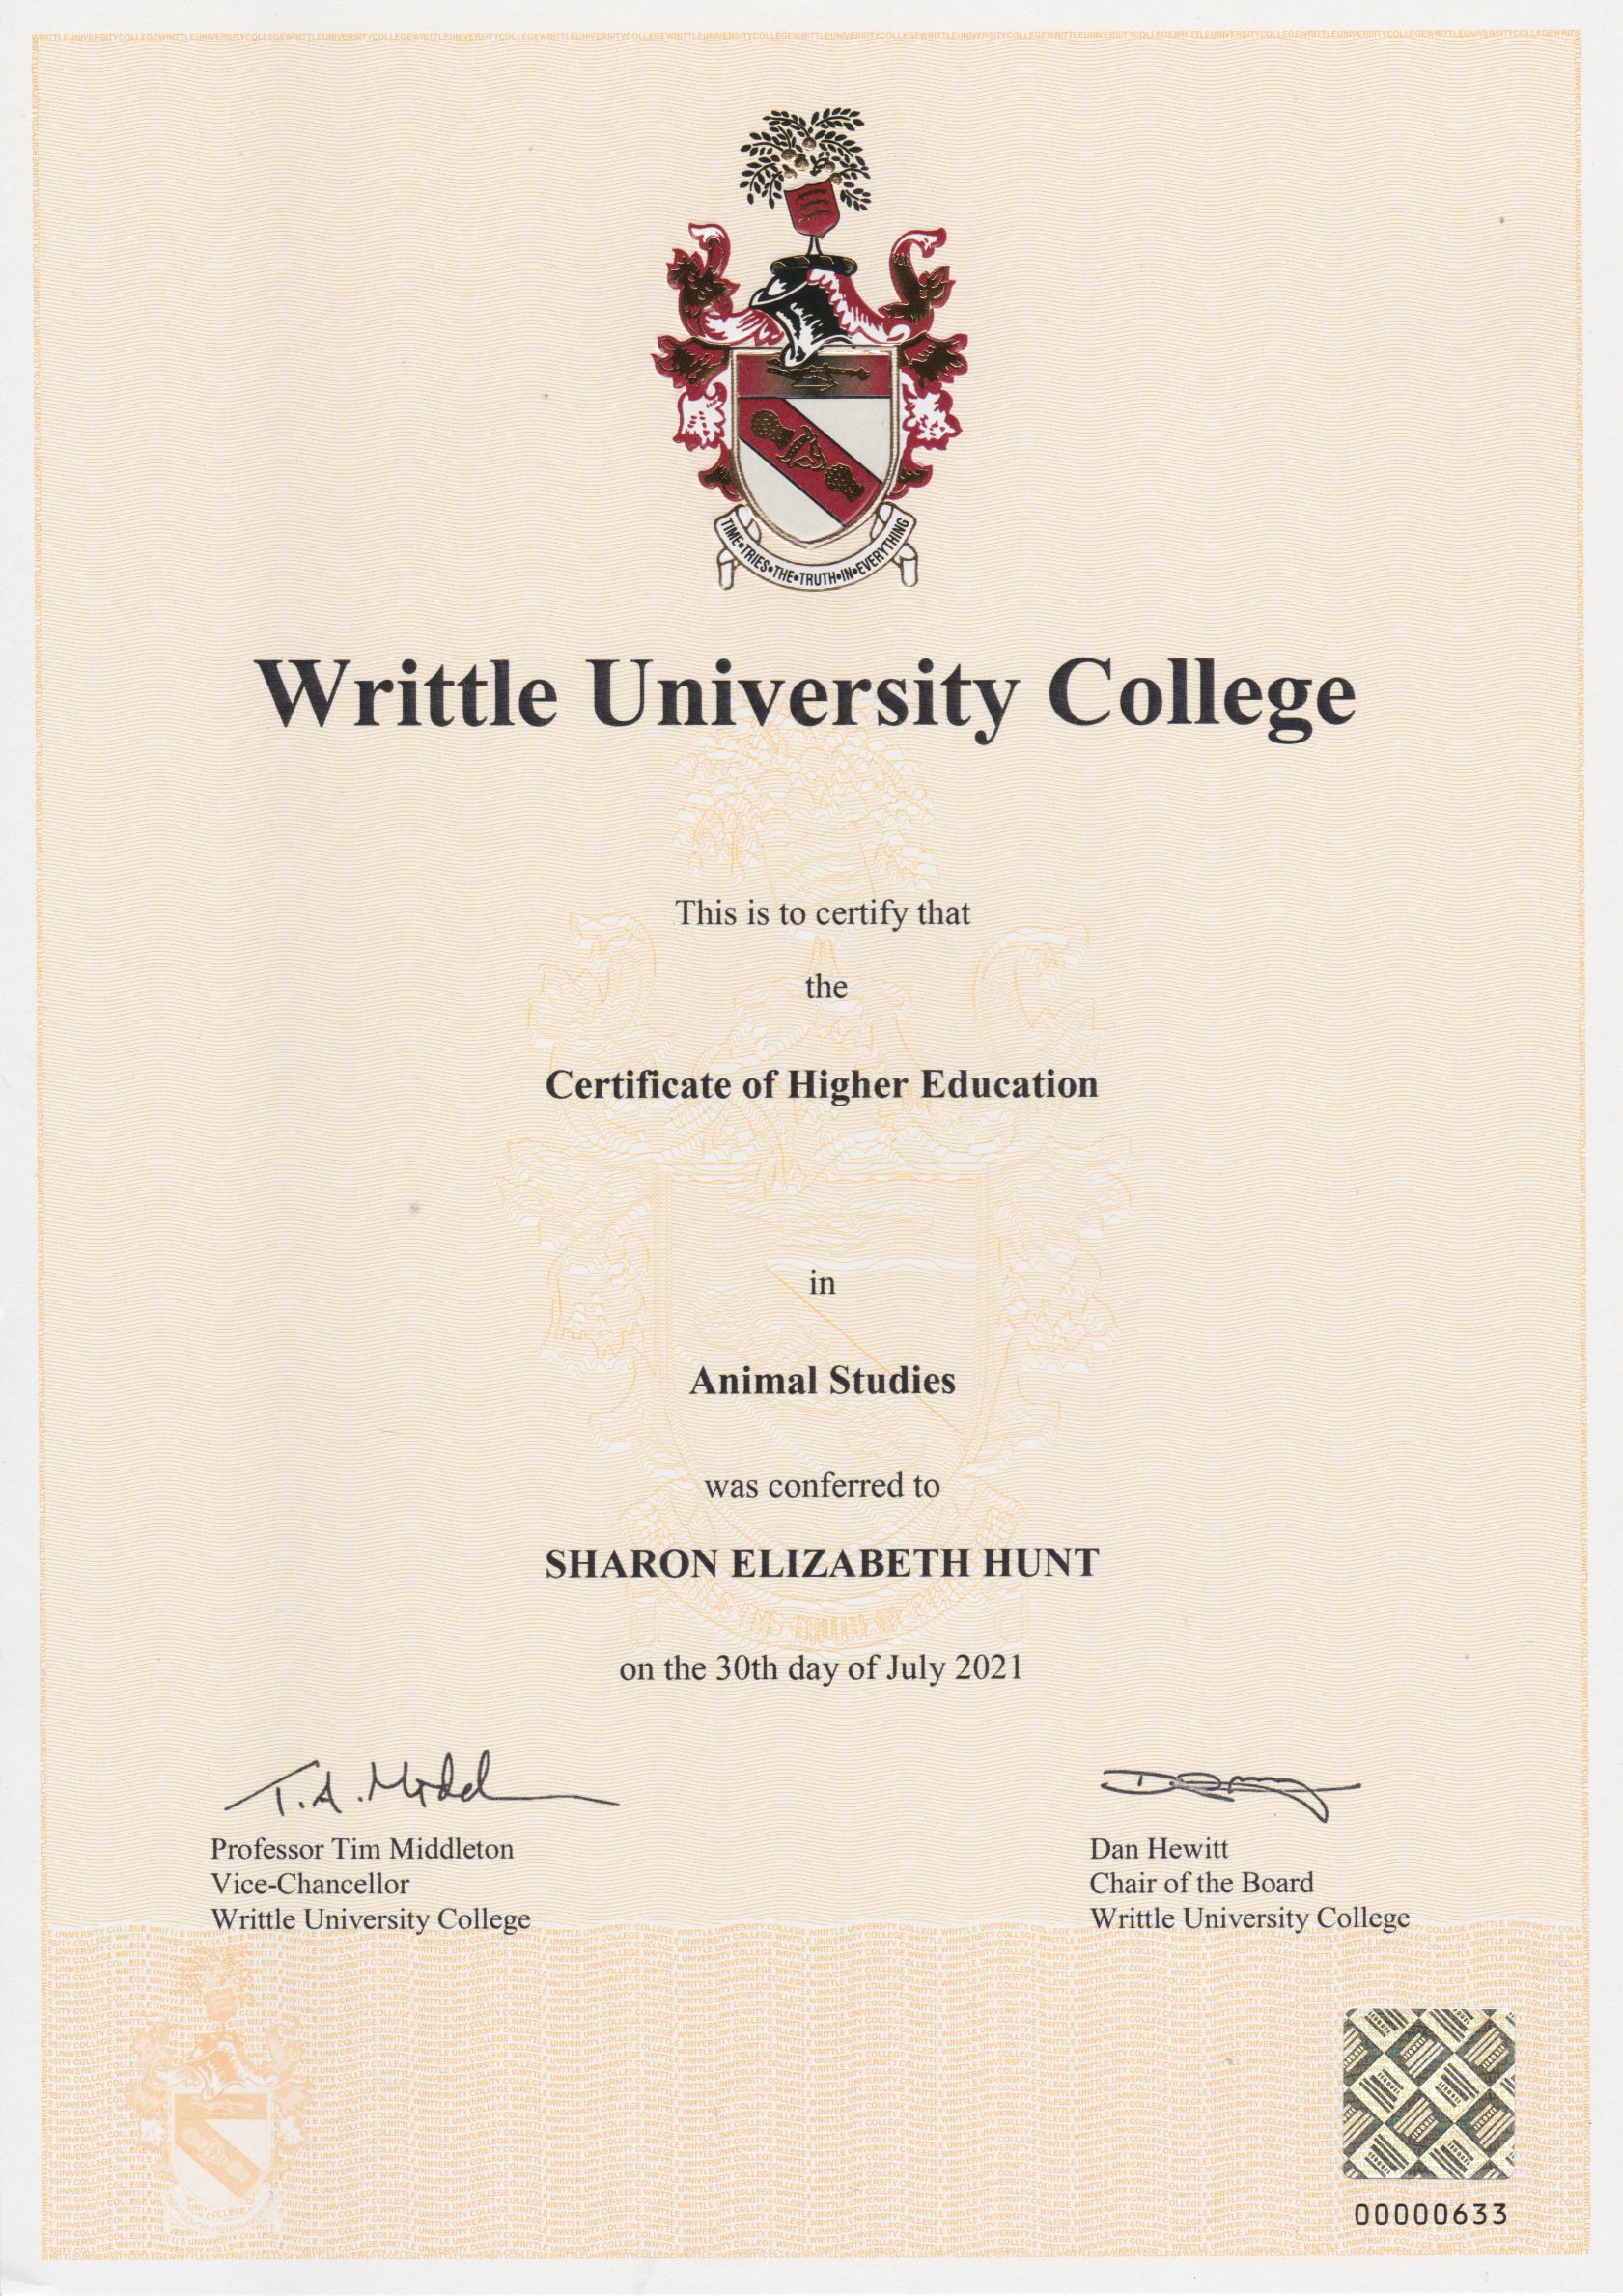 TIME•TRIES•THE•TRUTH•IN•EVERYTHING
Writtle University College
This is to certify that
the
Certificate of Higher Education
in
Animal Studies
was conferred to
SHARON ELIZABETH HUNT
on the 30th day of July 2021
T.A. Midd
Professor Tim Middleton
Vice-Chancellor
Writtle University College
Dan Hewitt
Chair of the Board
Writtle University College
00000633